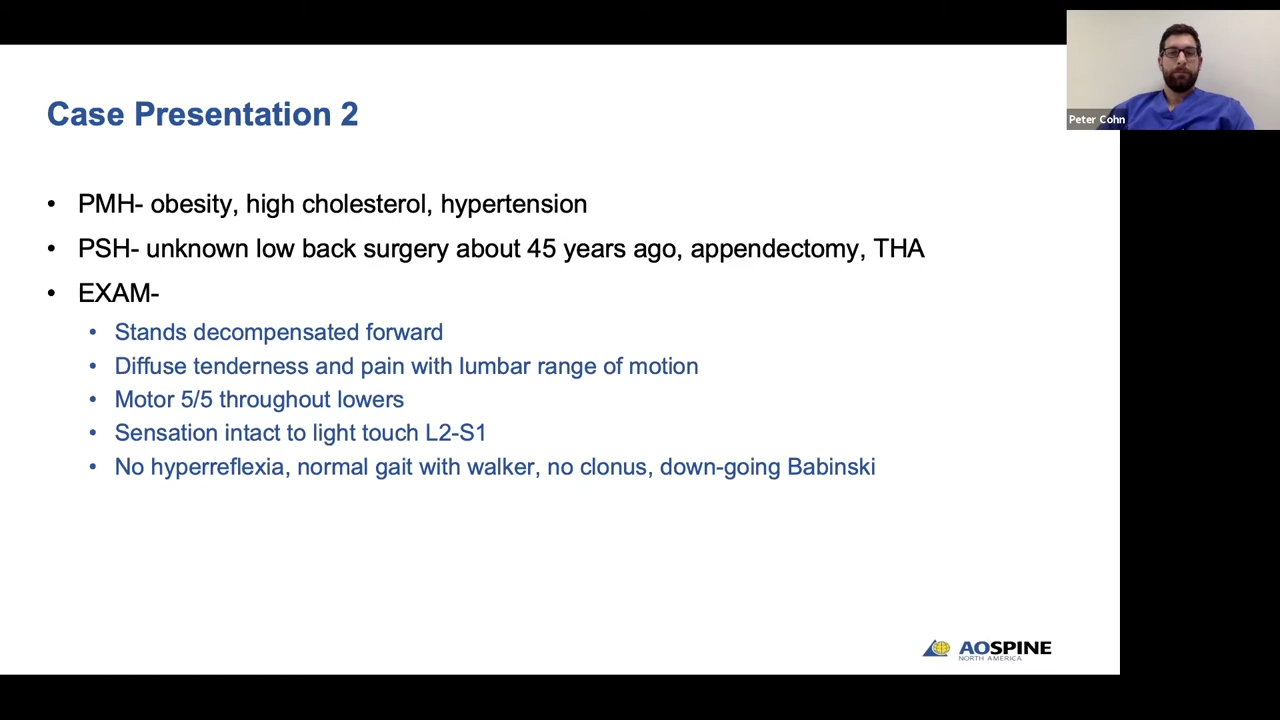 Case Presentation 2
Peter Cohn
• PMH- obesity, high cholesterol, hypertension
• PSH- unknown low back surgery about 45 years ago, appendectomy, THA
• EXAM-
• Stands decompensated forward
• Diffuse tenderness and pain with lumbar range of motion
• Motor 5/5 throughout lowers
• Sensation intact to light touch L2-S1
• No hyperreflexia, normal gait with walker, no clonus, down-going Babinski
AOSPINE
NORTH AMERICA